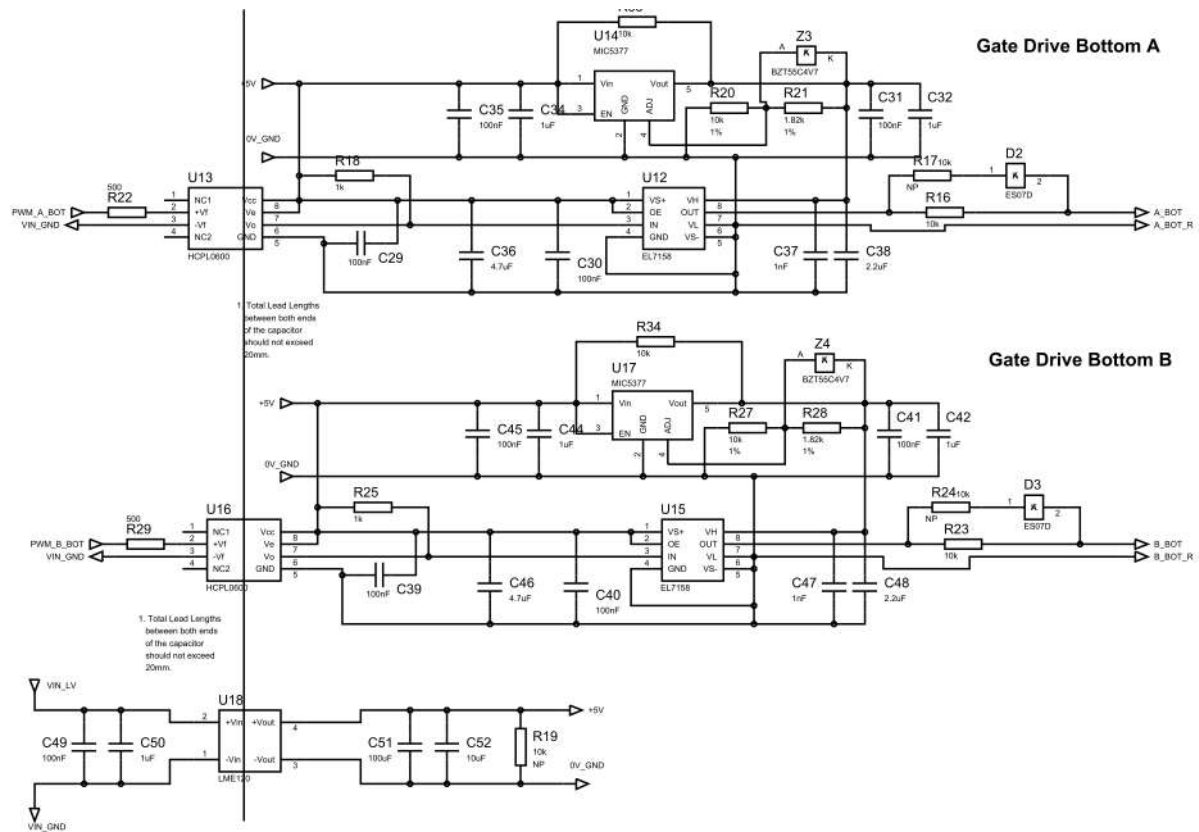 10k
U14
MIC5377
Vin
Vout
GND
ADJ
EN
1
3
5
2
4
Z3
A
K
K
BZT55C4V7
Gate Drive Bottom A
+5V
C35
100nF
C34
1uF
R20
10k
1%
R21
1.82k
1%
C31
100nF
C32
1uF
0V_GND
R18
1k
U13
500
R22
PWM_A_BOT
VIN_GND
1
2
3
4
NC1
+Vf
-Vf
NC2
Vcc
Ve
Vo
GND
8
7
6
5
HCPL0600
100nF
C29
C36
4.7uF
C30
100nF
U12
1
2
3
4
VS+
OE
IN
GND
VH
OUT
VL
VS-
8
7
6
5
EL7158
C37
1nF
C38
2.2uF
R17
10k
NP
D2
1
K
2
ES07D
R16
10k
A_BOT
A_BOT_R
1. Total Lead Lengths
between both ends
of the capacitor
should not exceed
20mm.
R34
10k
U17
MIC5377
Vin
Vout
GND
ADJ
EN
1
3
5
2
4
Z4
A
K
K
BZT55C4V7
Gate Drive Bottom B
+5V
C45
100nF
C44
1uF
R27
10k
1%
R28
1.82k
1%
C41
100nF
C42
1uF
0V_GND
R25
1k
U16
500
R29
PWM_B_BOT
VIN_GND
1
2
3
4
NC1
+Vf
-Vf
NC2
Vcc
Ve
Vo
GND
8
7
6
5
HCPL0600
100nF
C39
C46
4.7uF
C40
100nF
U15
1
2
3
4
VS+
OE
IN
GND
VH
OUT
VL
VS-
8
7
6
5
EL7158
C47
1nF
C48
2.2uF
R24
10k
NP
D3
1
K
2
ES07D
R23
10k
B_BOT
B_BOT_R
1. Total Lead Lengths
between both ends
of the capacitor
should not exceed
20mm.
VIN_LV
U18
C49
100nF
C50
1uF
2
1
+Vin
-Vin
+Vout
-Vout
4
3
LME120
C51
100uF
C52
10uF
R19
10k
NP
+5V
0V_GND
VIN_GND